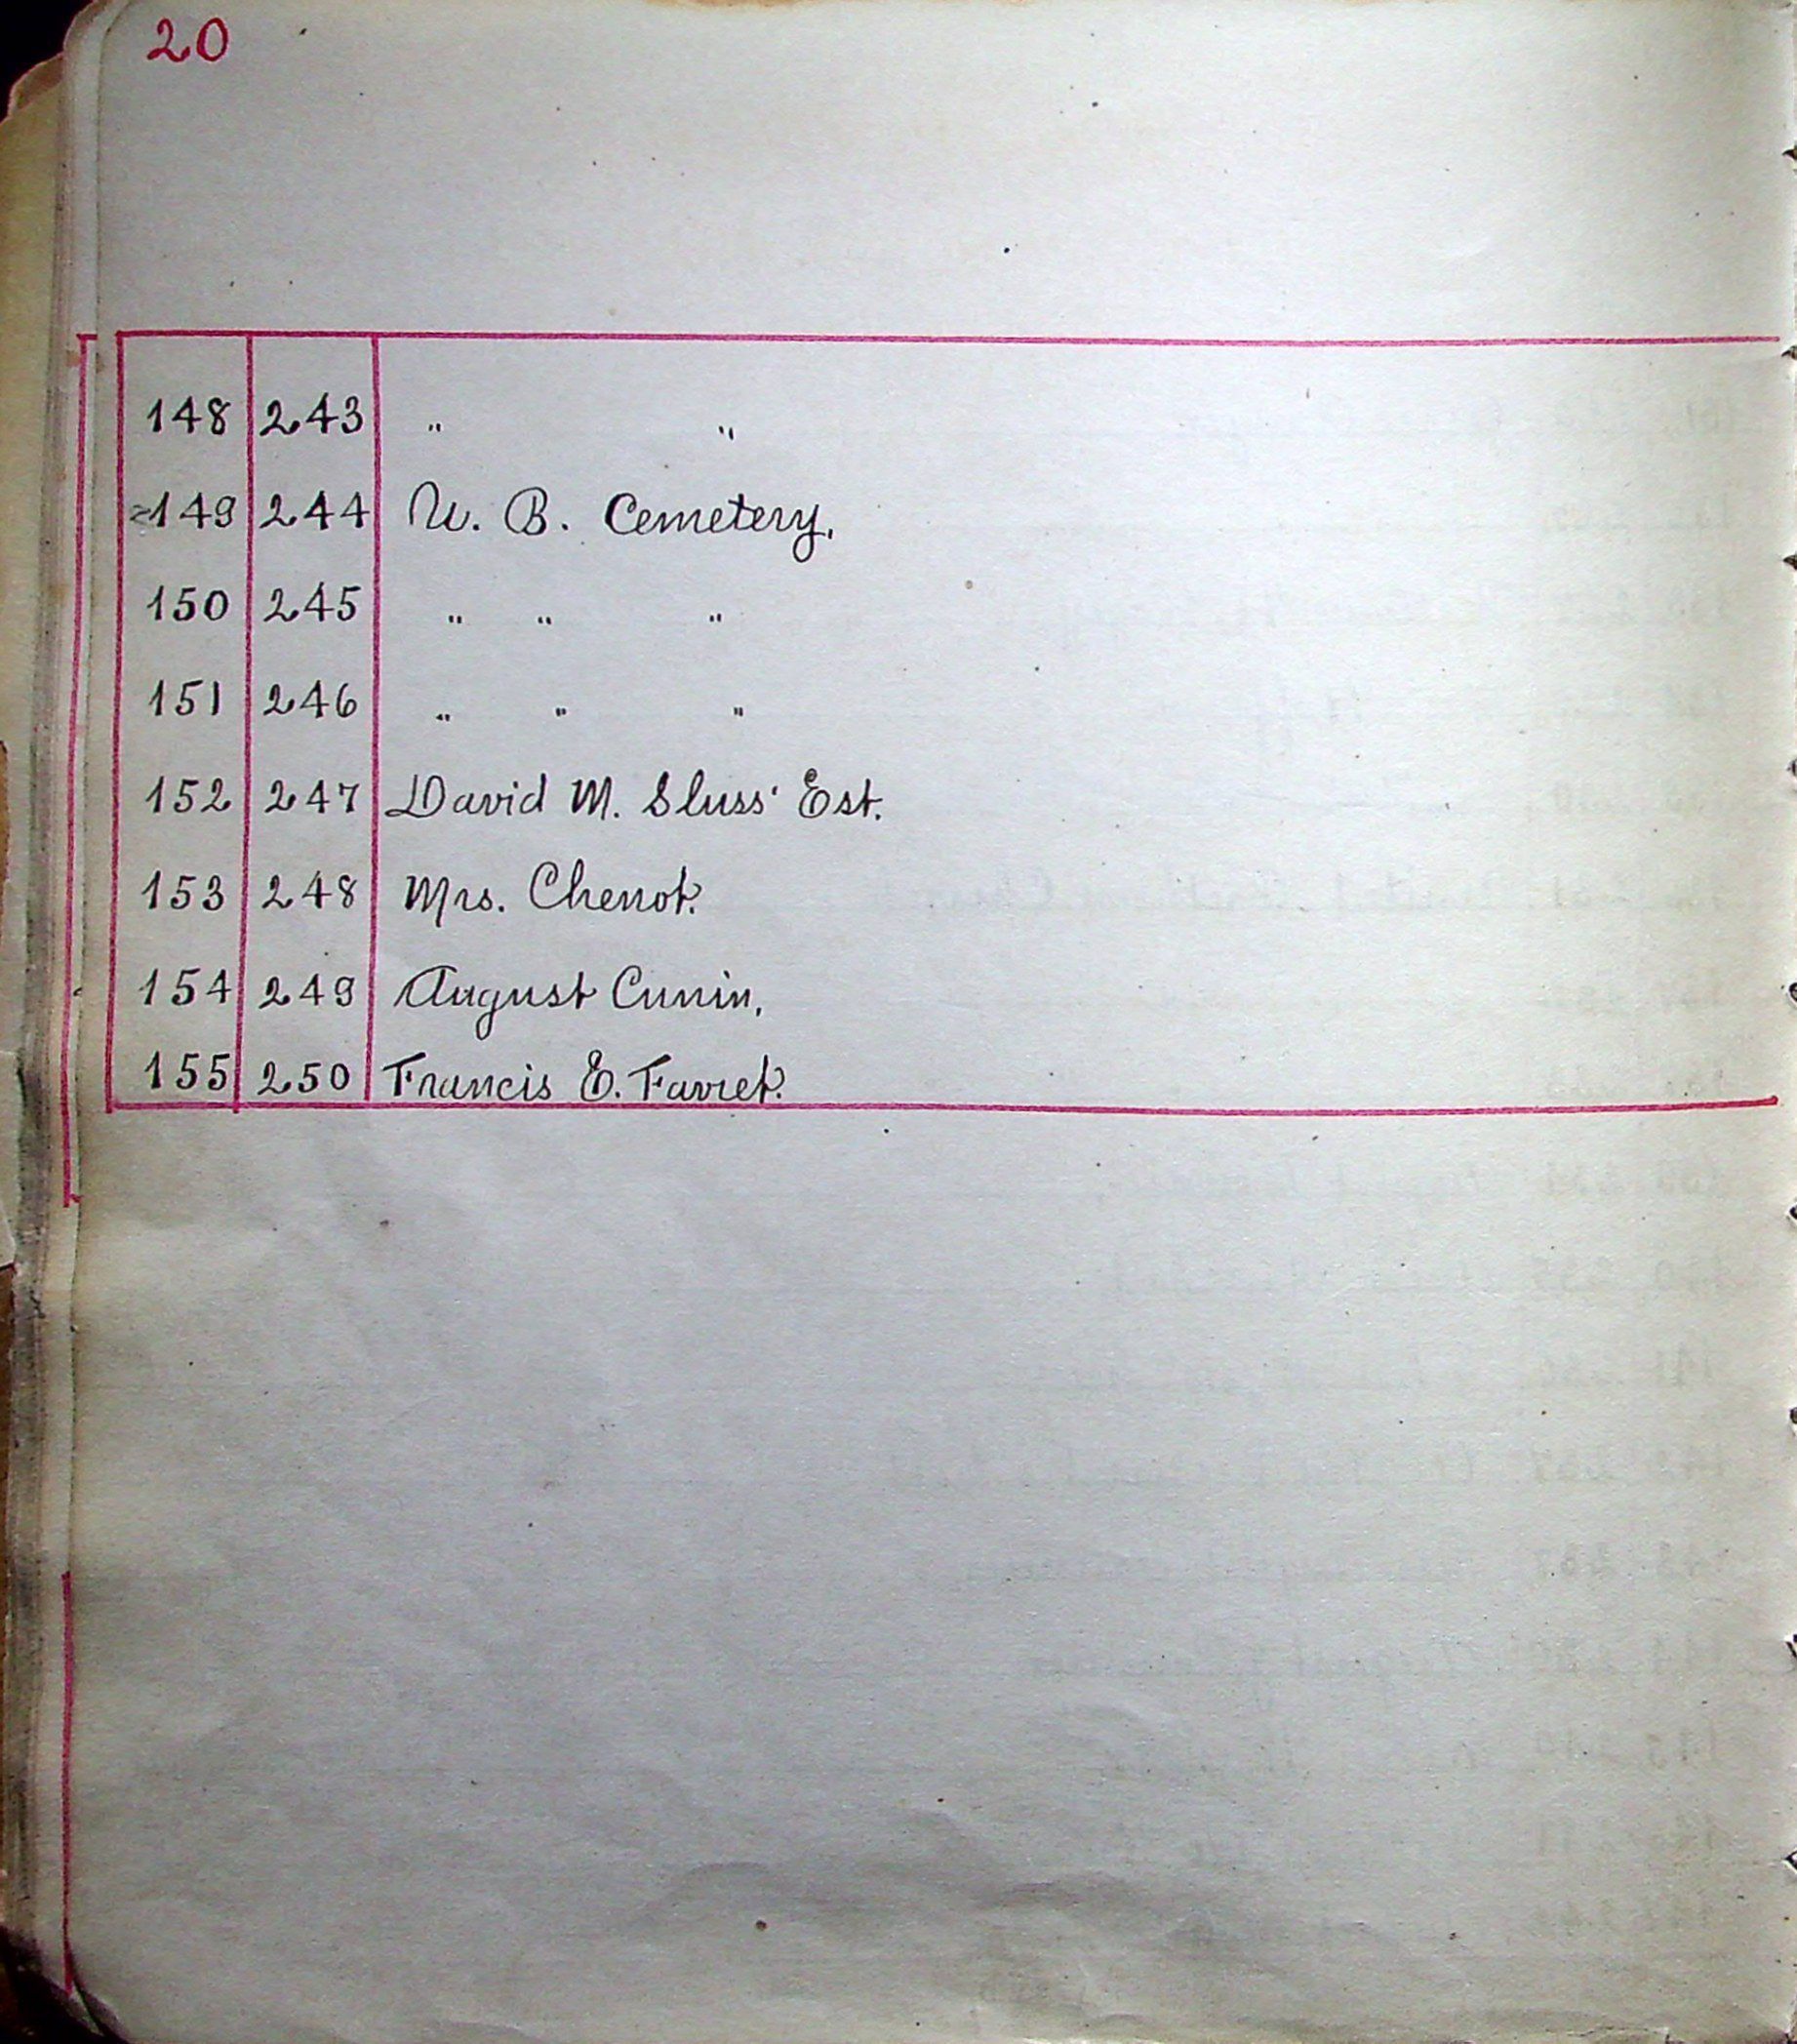 20
148 243 " "
149 244 U. B. Cemetery.
150 245 " " "
151 246 " " "
152 247 David M. Sluss' Est.
153 248 Mrs. Chenot.
154 249 August Cunin.
155 250 Francis E. Favret.